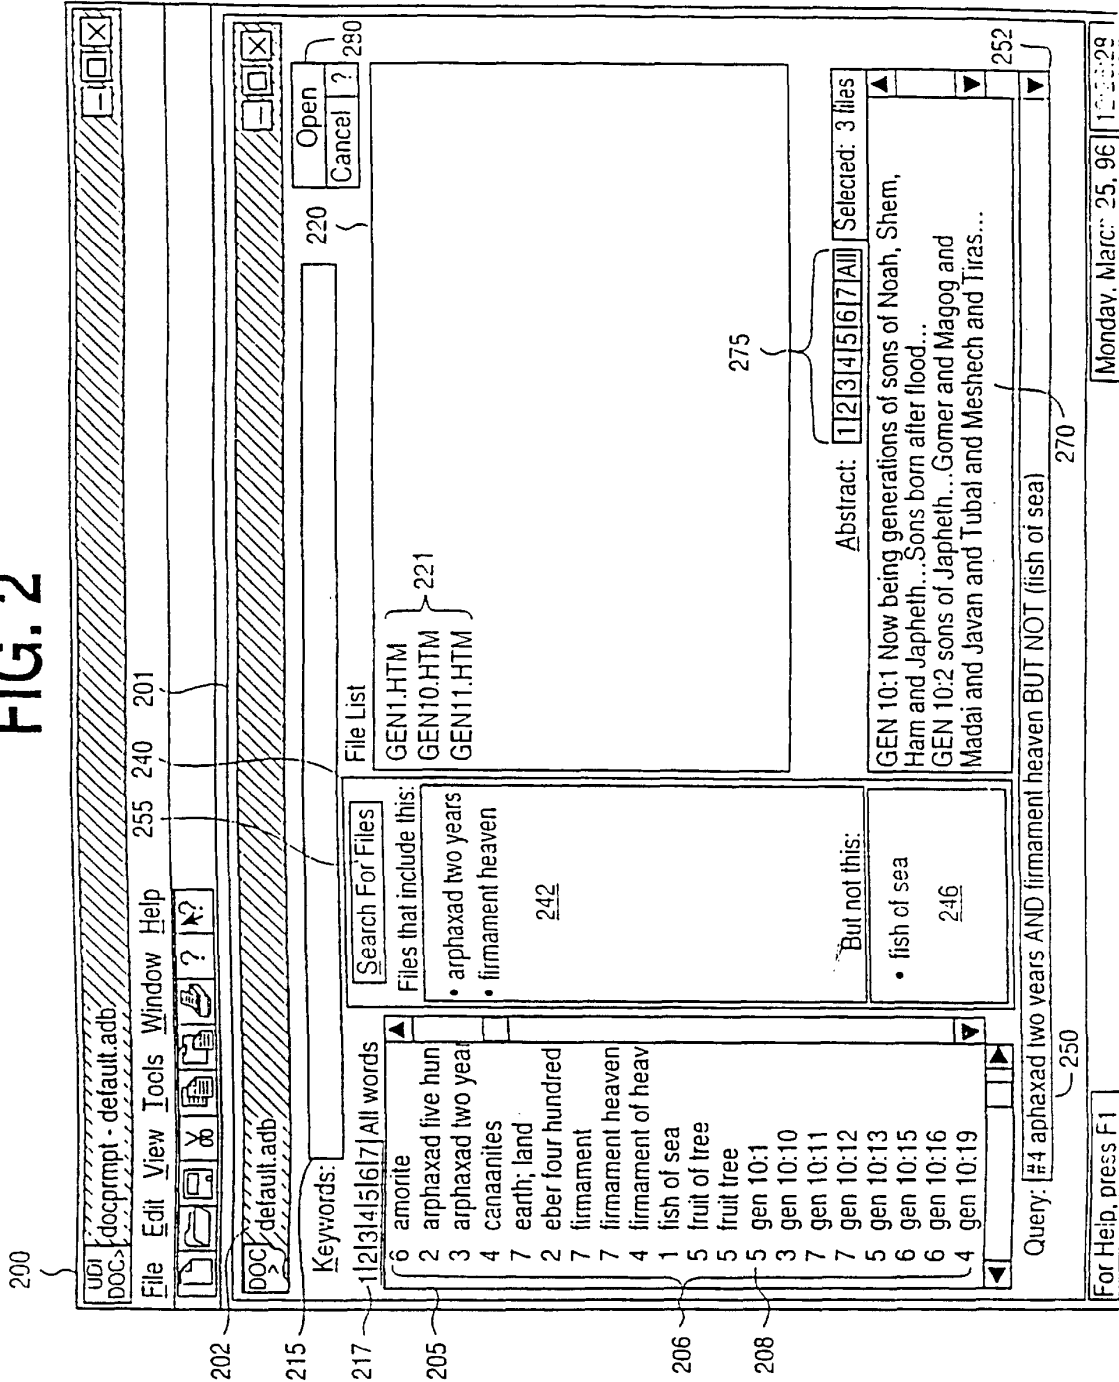 FIG. 2
200
UDI DOC> docprmpt - default.adb
File Edit View Tools Window Help
? ?
255 240 201
202
DOC > default.adb
215
Keywords:
290
Open
Cancel ?
217
1 2 3 4 5 6 7 All words
205
6 amorite
2 arphaxad five hun
3 arphaxad two year
4 canaanites
7 earth; land
2 eber four hundred
7 firmament
7 firmament heaven
4 firmament of heav
1 fish of sea
5 fruit of tree
5 fruit tree
5 gen 10:1
3 gen 10:10
7 gen 10:11
7 gen 10:12
5 gen 10:13
6 gen 10:15
6 gen 10:16
4 gen 10:19
206
208
Search For Files
Files that include this:
• arphaxad two years
• firmament heaven
242
But not this:
• fish of sea
246
File List
220
GEN1.HTM
GEN10.HTM
GEN11.HTM
221
275
Abstract: 1 2 3 4 5 6 7 All Selected: 3 files
GEN 10:1 Now being generations of sons of Noah, Shem,
Ham and Japheth...Sons born after flood...
GEN 10:2 sons of Japheth...Gomer and Magog and
Madai and Javan and Tubal and Meshech and Tiras...
252
Query: #4 aphaxad two years AND firmament heaven BUT NOT (fish of sea)
250
270
For Help, press F1
Monday, March 25, 96